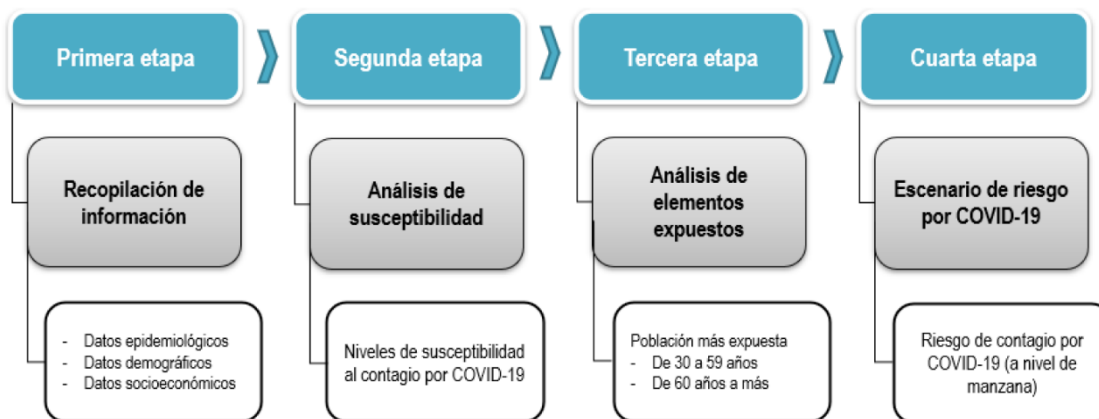 Primera etapa
Segunda etapa
Tercera etapa
Cuarta etapa
Recopilación de
información
Análisis de
susceptibilidad
Análisis de
elementos
expuestos
Escenario de riesgo
por COVID-19
- Datos epidemiológicos
- Datos demográficos
- Datos socioeconómicos
Niveles de susceptibilidad
al contagio por COVID-19
Población más expuesta
- De 30 a 59 años
- De 60 años a más
Riesgo de contagio por
COVID-19 (a nivel de
manzana)